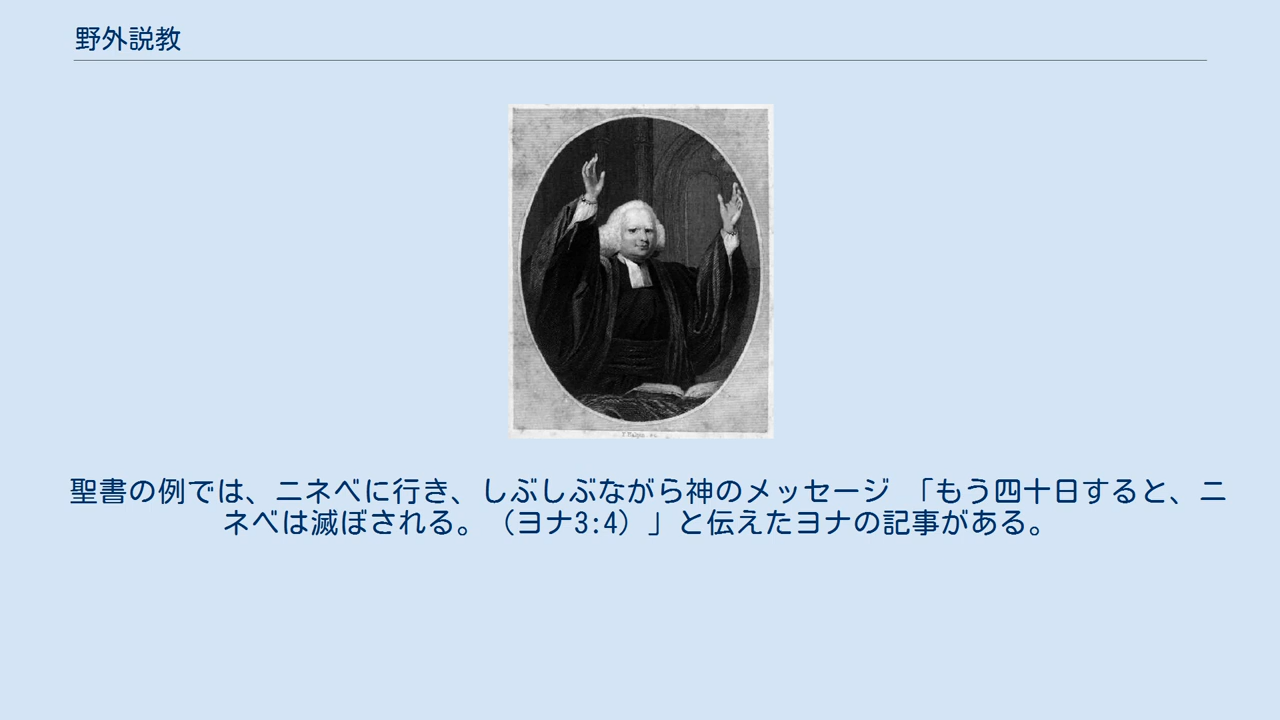 野外説教
聖書の例では、ニネベに行き、しぶしぶながら神のメッセージ 「もう四十日すると、ニ
ネベは滅ぼされる。（ヨナ3:4）」と伝えたヨナの記事がある。